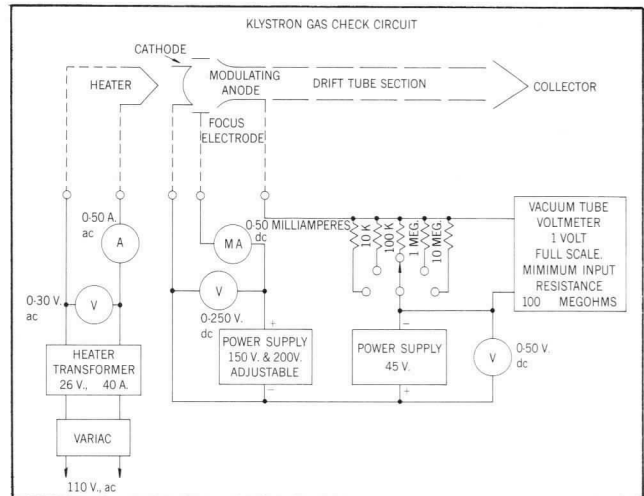 KLYSTRON GAS CHECK CIRCUIT
CATHODE
HEATER
MODULATING
ANODE
DRIFT TUBE SECTION
COLLECTOR
FOCUS
ELECTRODE
0-50 A.
ac
A
0-50 MILLIAMPERES
dc
M A
10 K
100 K
1 MEG.
10 MEG.
VACUUM TUBE
VOLTMETER
1 VOLT
FULL SCALE.
MIMIMUM INPUT
RESISTANCE
100 MEGOHMS
0-30 V.
ac
V
V
0-250 V.
dc
HEATER
TRANSFORMER
26 V., 40 A.
+
POWER SUPPLY
150 V. & 200V.
ADJUSTABLE
−
−
POWER SUPPLY
45 V.
+
V
0-50 V.
dc
VARIAC
110 V., ac